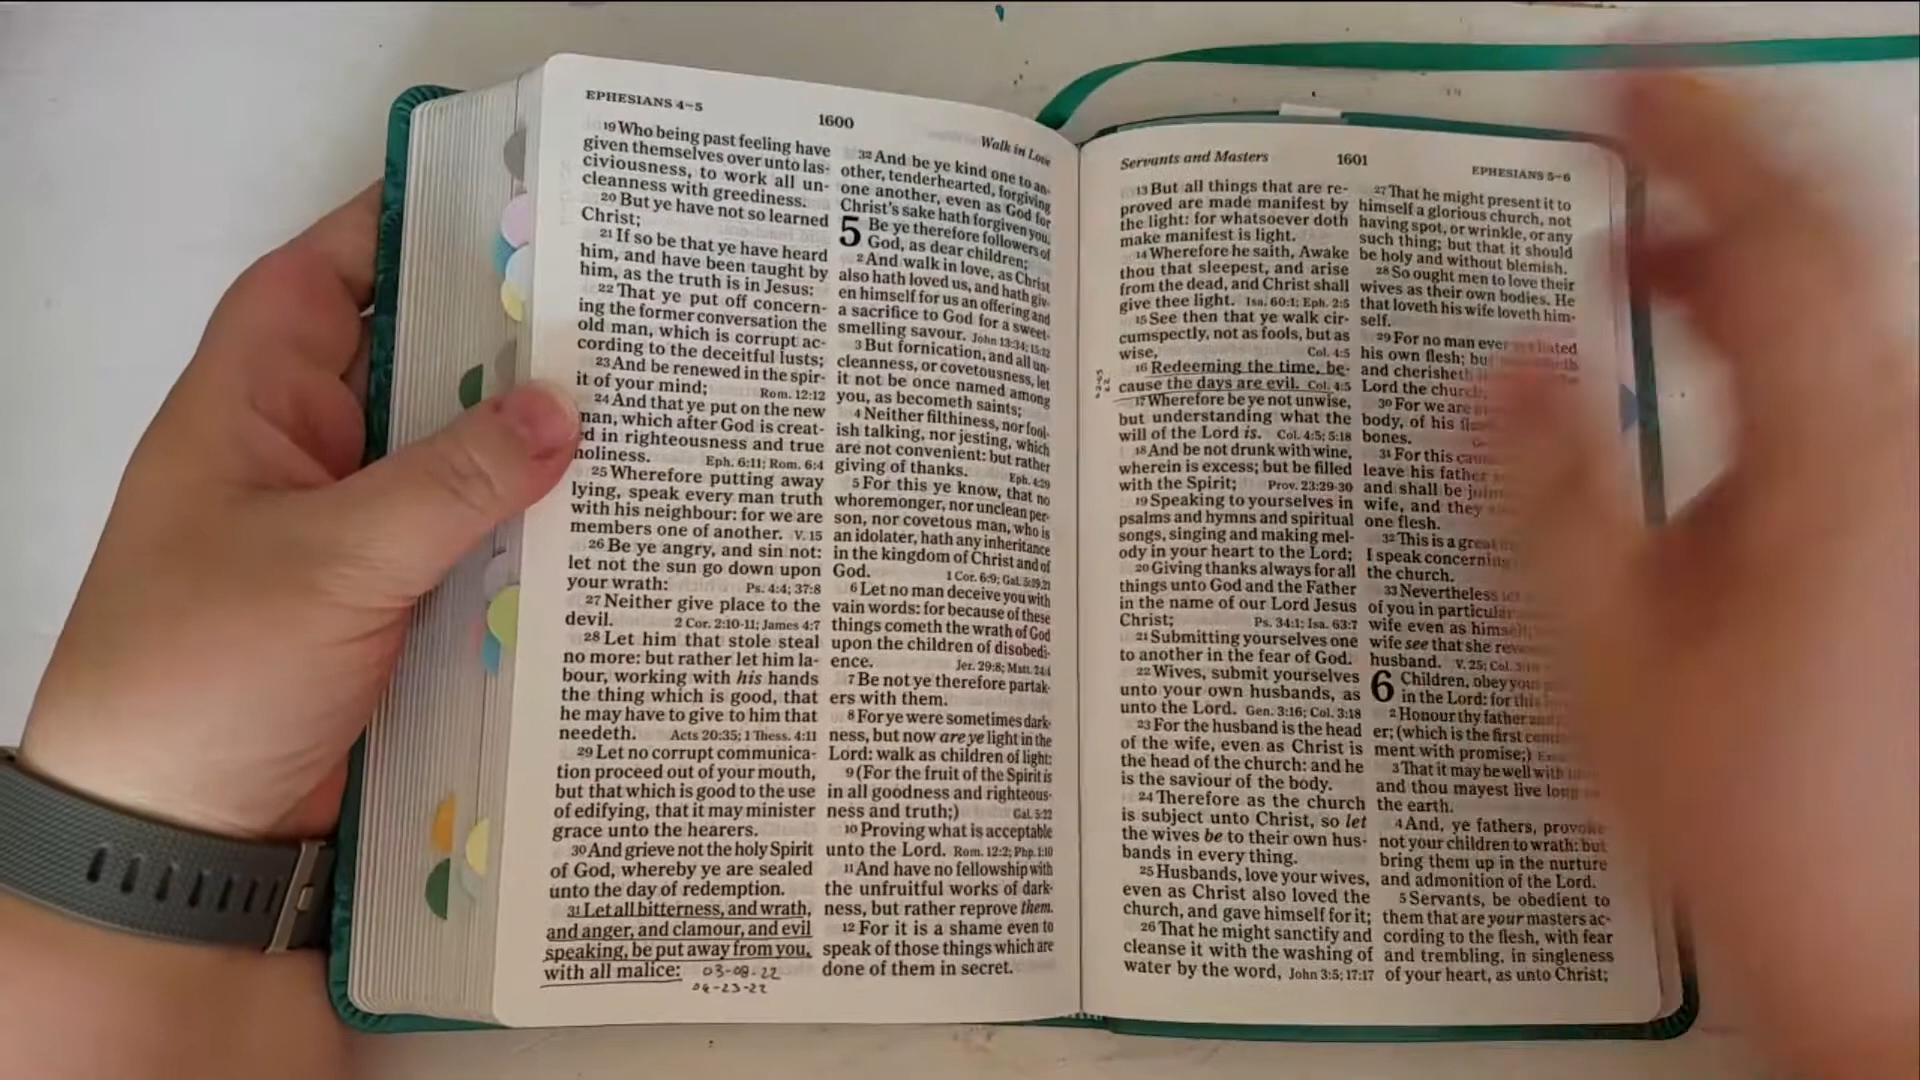 EPHESIANS 4–5
1600
Walk in Love
19 Who being past feeling have
given themselves over unto las-
civiousness, to work all un-
cleanness with greediness.
20 But ye have not so learned
Christ;
21 If so be that ye have heard
him, and have been taught by
him, as the truth is in Jesus:
22 That ye put off concern-
ing the former conversation the
old man, which is corrupt ac-
cording to the deceitful lusts;
23 And be renewed in the spir-
it of your mind; Rom. 12:12
24 And that ye put on the new
man, which after God is creat-
ed in righteousness and true
holiness. Eph. 6:11; Rom. 6:4
25 Wherefore putting away
lying, speak every man truth
with his neighbour: for we are
members one of another. V. 15
26 Be ye angry, and sin not:
let not the sun go down upon
your wrath: Ps. 4:4; 37:8
27 Neither give place to the
devil. 2 Cor. 2:10-11; James 4:7
28 Let him that stole steal
no more: but rather let him la-
bour, working with his hands
the thing which is good, that
he may have to give to him that
needeth. Acts 20:35; 1 Thess. 4:11
29 Let no corrupt communica-
tion proceed out of your mouth,
but that which is good to the use
of edifying, that it may minister
grace unto the hearers.
30 And grieve not the holy Spirit
of God, whereby ye are sealed
unto the day of redemption.
31 Let all bitterness, and wrath,
and anger, and clamour, and evil
speaking, be put away from you,
with all malice: 03-08-22
04-23-22
32 And be ye kind one to an-
other, tenderhearted, forgiving
one another, even as God for
Christ's sake hath forgiven you.
5 Be ye therefore followers of
God, as dear children;
2 And walk in love, as Christ
also hath loved us, and hath giv-
en himself for us an offering and
a sacrifice to God for a sweet-
smelling savour. John 13:34; 15:12
3 But fornication, and all un-
cleanness, or covetousness, let
it not be once named among
you, as becometh saints;
4 Neither filthiness, nor fool-
ish talking, nor jesting, which
are not convenient: but rather
giving of thanks. Eph. 4:29
5 For this ye know, that no
whoremonger, nor unclean per-
son, nor covetous man, who is
an idolater, hath any inheritance
in the kingdom of Christ and of
God. 1 Cor. 6:9; Gal. 5:19,21
6 Let no man deceive you with
vain words: for because of these
things cometh the wrath of God
upon the children of disobedi-
ence. Jer. 29:8; Matt. 24:4
7 Be not ye therefore partak-
ers with them.
8 For ye were sometimes dark-
ness, but now are ye light in the
Lord: walk as children of light:
9 (For the fruit of the Spirit is
in all goodness and righteous-
ness and truth;) Gal. 5:22
10 Proving what is acceptable
unto the Lord. Rom. 12:2; Php. 1:10
11 And have no fellowship with
the unfruitful works of dark-
ness, but rather reprove them.
12 For it is a shame even to
speak of those things which are
done of them in secret.
Servants and Masters
1601
EPHESIANS 5–6
13 But all things that are re-
proved are made manifest by
the light: for whatsoever doth
make manifest is light.
14 Wherefore he saith, Awake
thou that sleepest, and arise
from the dead, and Christ shall
give thee light. Isa. 60:1; Eph. 2:5
15 See then that ye walk cir-
cumspectly, not as fools, but as
wise, Col. 4:5
16 Redeeming the time, be-
cause the days are evil. Col. 4:5
17 Wherefore be ye not unwise,
but understanding what the
will of the Lord is. Col. 4:5; 5:18
18 And be not drunk with wine,
wherein is excess; but be filled
with the Spirit; Prov. 23:29-30
19 Speaking to yourselves in
psalms and hymns and spiritual
songs, singing and making mel-
ody in your heart to the Lord;
20 Giving thanks always for all
things unto God and the Father
in the name of our Lord Jesus
Christ; Ps. 34:1; Isa. 63:7
21 Submitting yourselves one
to another in the fear of God.
22 Wives, submit yourselves
unto your own husbands, as
unto the Lord. Gen. 3:16; Col. 3:18
23 For the husband is the head
of the wife, even as Christ is
the head of the church: and he
is the saviour of the body.
24 Therefore as the church
is subject unto Christ, so let
the wives be to their own hus-
bands in every thing.
25 Husbands, love your wives,
even as Christ also loved the
church, and gave himself for it;
26 That he might sanctify and
cleanse it with the washing of
water by the word, John 3:5; 17:17
27 That he might present it to
himself a glorious church, not
having spot, or wrinkle, or any
such thing; but that it should
be holy and without blemish.
28 So ought men to love their
wives as their own bodies. He
that loveth his wife loveth him-
self.
29 For no man ever yet hated
his own flesh; but
and cherisheth
Lord the church:
30 For we are
body, of his
bones.
31 For this
leave his father
and shall be
wife, and they
one flesh.
32 This is a great
I speak concerning
the church.
33 Nevertheless let
of you in particular
wife even as himself;
wife see that she
husband. V. 25; Col.
6 Children, obey your
in the Lord: for this
2 Honour thy father and
er; (which is the first
ment with promise;)
3 That it may be well with
and thou mayest live long
the earth.
4 And, ye fathers, provoke
not your children to wrath: but
bring them up in the nurture
and admonition of the Lord.
5 Servants, be obedient to
them that are your masters ac-
cording to the flesh, with fear
and trembling, in singleness
of your heart, as unto Christ;